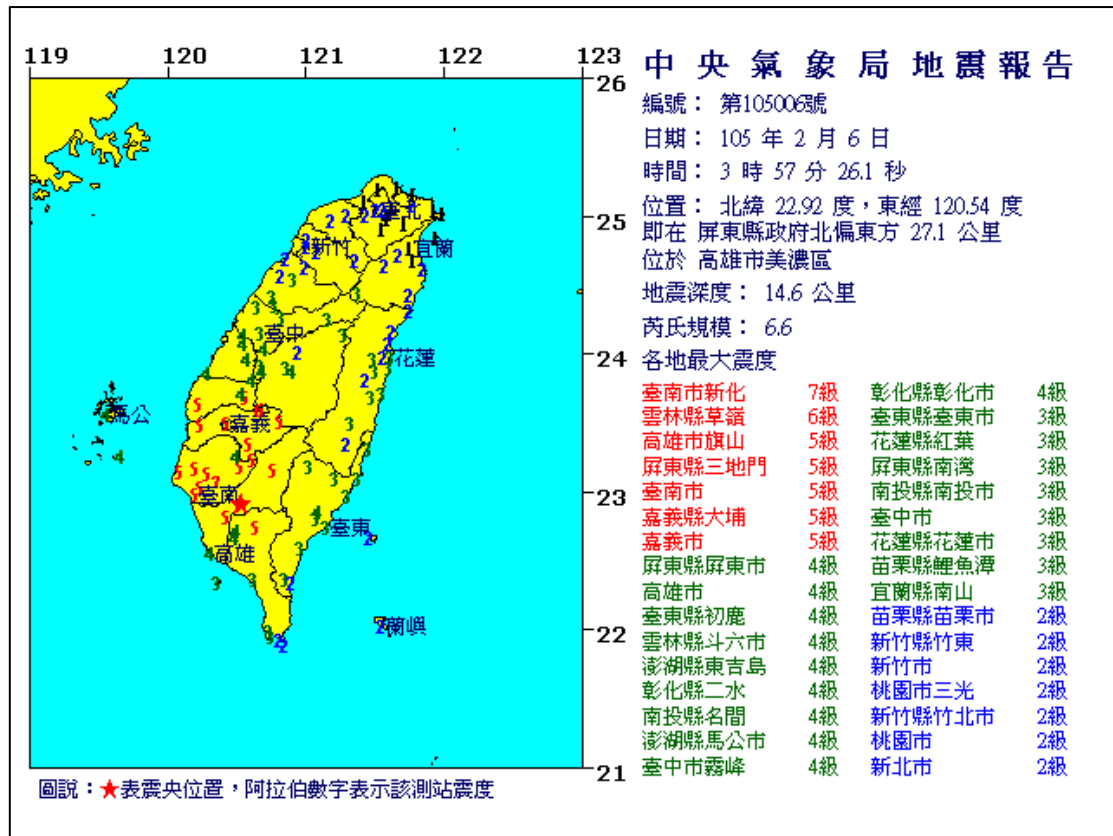 119 120 121 122 123
中央氣象局地震報告
26
編號： 第105006號
日期： 105 年 2 月 6 日
時間： 3 時 57 分 26.1 秒
位置： 北緯 22.92 度，東經 120.54 度
即在 屏東縣政府北偏東方 27.1 公里
位於 高雄市美濃區
地震深度： 14.6 公里
芮氏規模： 6.6
各地最大震度
臺南市新化 7級 彰化縣彰化市 4級
雲林縣草嶺 6級 臺東縣臺東市 3級
高雄市旗山 5級 花蓮縣紅葉 3級
屏東縣三地門 5級 屏東縣南灣 3級
臺南市 5級 南投縣南投市 3級
嘉義縣大埔 5級 臺中市 3級
嘉義市 5級 花蓮縣花蓮市 3級
屏東縣屏東市 4級 苗栗縣鯉魚潭 3級
高雄市 4級 宜蘭縣南山 3級
臺東縣初鹿 4級 苗栗縣苗栗市 2級
雲林縣斗六市 4級 新竹縣竹東 2級
澎湖縣東吉島 4級 新竹市 2級
彰化縣二水 4級 桃園市三光 2級
南投縣名間 4級 新竹縣竹北市 2級
澎湖縣馬公市 4級 桃園市 2級
臺中市霧峰 4級 新北市 2級
25
24
23
22
21
臺北
新竹
宜蘭
臺中
花蓮
馬公
嘉義
臺南
臺東
高雄
蘭嶼
圖說：★表震央位置，阿拉伯數字表示該測站震度